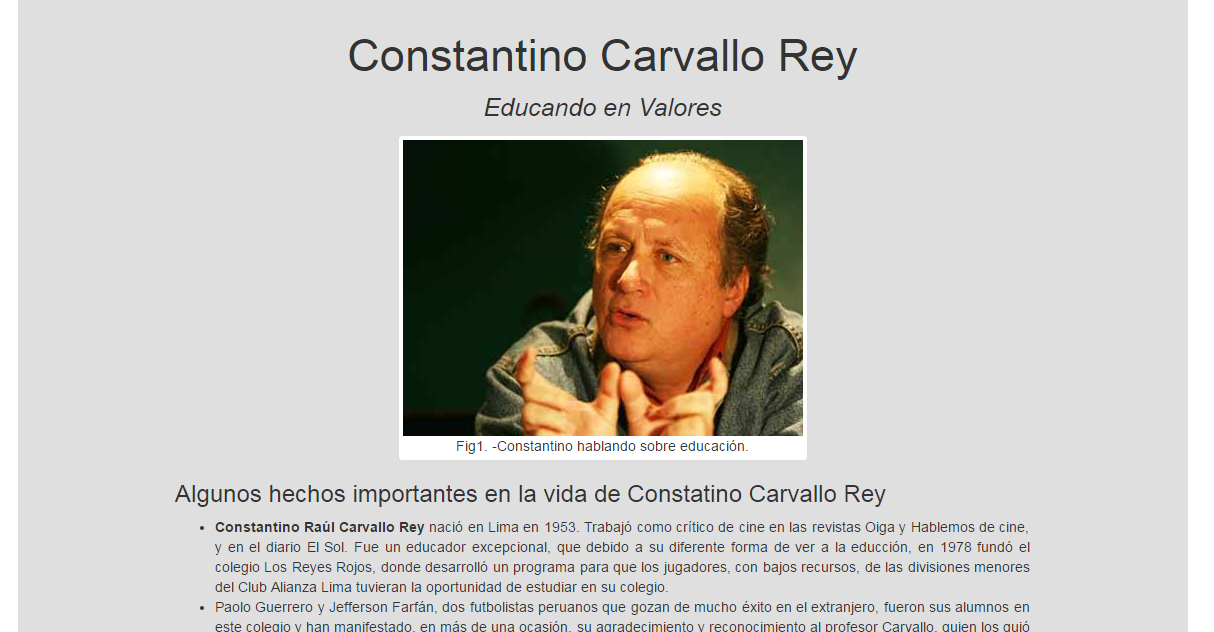 Constantino Carvallo Rey
Educando en Valores
Fig1. -Constantino hablando sobre educación.
Algunos hechos importantes en la vida de Constatino Carvallo Rey
• Constantino Raúl Carvallo Rey nació en Lima en 1953. Trabajó como crítico de cine en las revistas Oiga y Hablemos de cine,
y en el diario El Sol. Fue un educador excepcional, que debido a su diferente forma de ver a la educción, en 1978 fundó el
colegio Los Reyes Rojos, donde desarrolló un programa para que los jugadores, con bajos recursos, de las divisiones menores
del Club Alianza Lima tuvieran la oportunidad de estudiar en su colegio.
• Paolo Guerrero y Jefferson Farfán, dos futbolistas peruanos que gozan de mucho éxito en el extranjero, fueron sus alumnos en
este colegio y han manifestado, en más de una ocasión, su agradecimiento y reconocimiento al profesor Carvallo, quien los guió